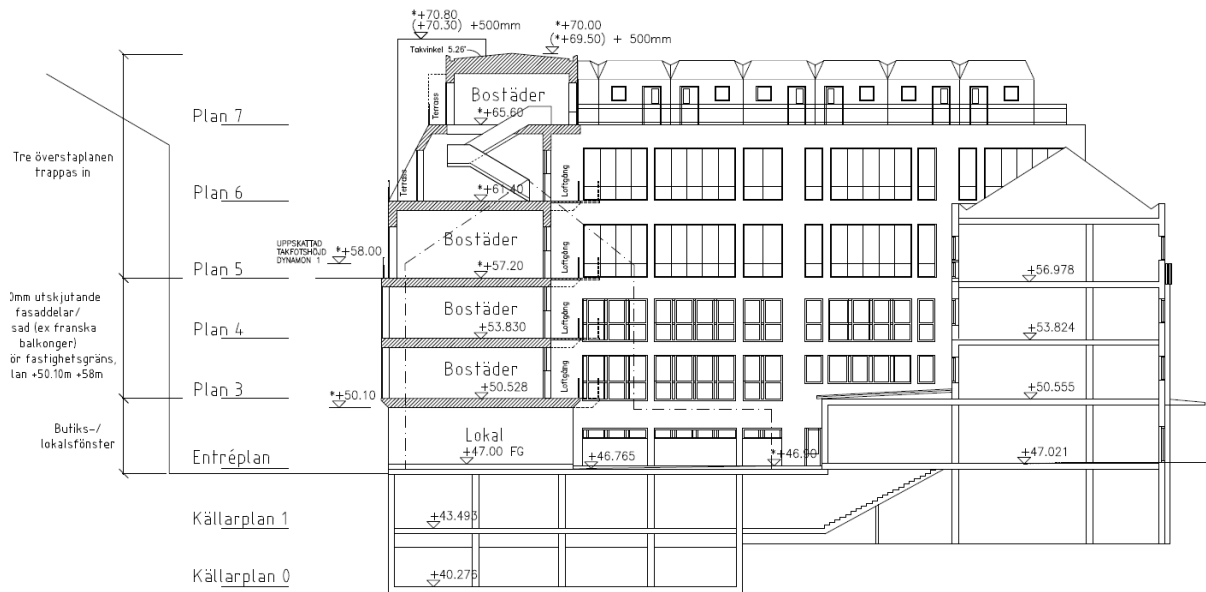 *+70.80
(+70.30) +500mm
*+70.00
(*+69.50) + 500mm
Takvinkel 5.26°
Bostäder
Terrass
*+65.60
Plan 7
Tre överstaplanen
trappas in
Terrass
Loftgång
*+61.40
Plan 6
UPPSKATTAD
TAKFOTSHÖJD
DYNAMON 1
*+58.00
Bostäder
Loftgång
*+57.20
+56.978
Plan 5
0mm utskjutande
fasaddelar/
sad (ex franska
balkonger)
ör fastighetsgräns,
lan +50.10m +58m
Bostäder
Loftgång
+53.830
+53.824
Plan 4
Bostäder
Loftgång
+50.528
+50.555
Plan 3
*+50.10
Butiks-/
lokalsfönster
Lokal
+47.00 FG
+46.765
*+46.90
+47.021
Entréplan
+43.493
Källarplan 1
+40.276
Källarplan 0